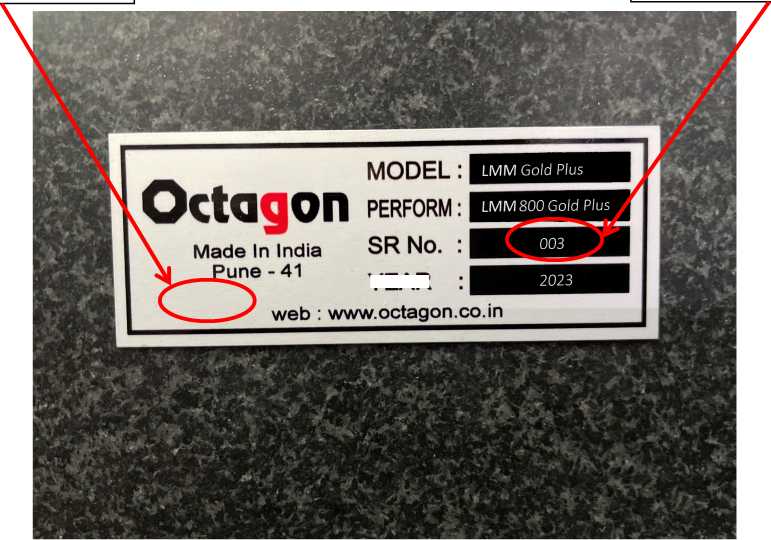 Octagon
Made In India
Pune - 41
MODEL : LMM Gold Plus
PERFORM : LMM 800 Gold Plus
SR No. : 003
: 2023
web : www.octagon.co.in